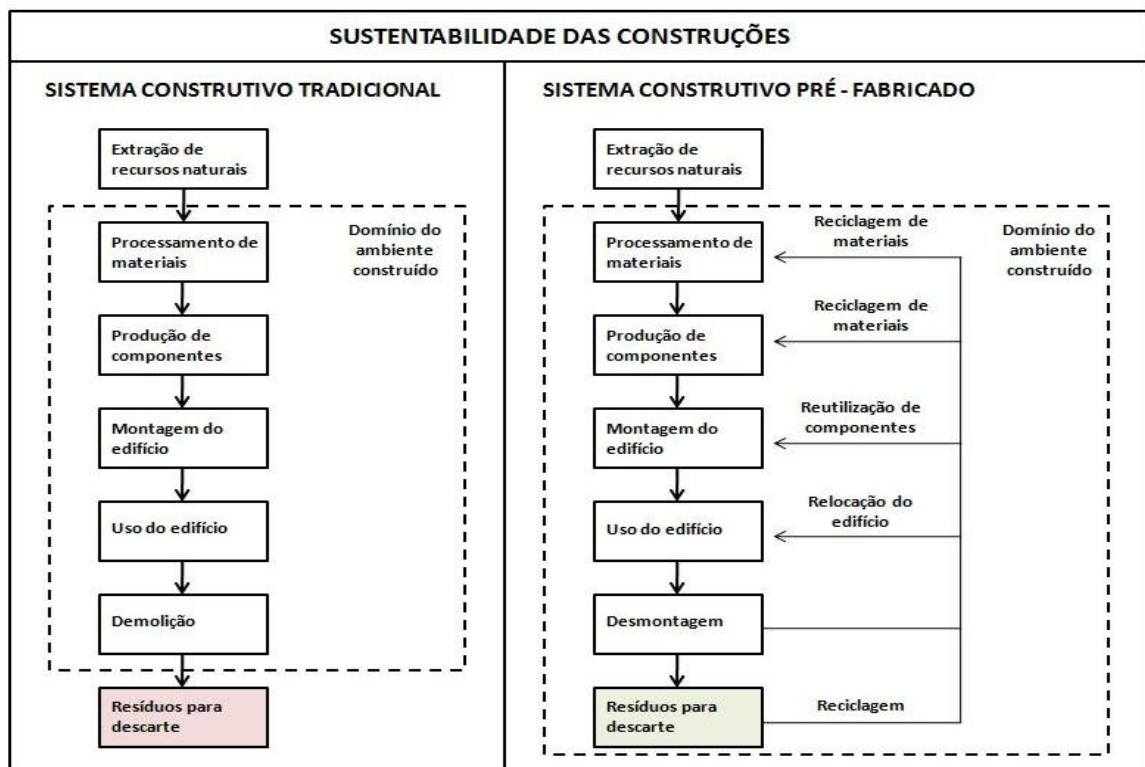 SUSTENTABILIDADE DAS CONSTRUÇÕES
SISTEMA CONSTRUTIVO TRADICIONAL
Extração de
recursos naturais
Domínio do
ambiente
construído
Processamento de
materiais
Produção de
componentes
Montagem do
edifício
Uso do edifício
Demolição
Resíduos para
descarte
SISTEMA CONSTRUTIVO PRÉ - FABRICADO
Extração de
recursos naturais
Domínio do
ambiente
construído
Processamento de
materiais
Reciclagem de
materiais
Produção de
componentes
Reciclagem de
materiais
Montagem do
edifício
Reutilização de
componentes
Uso do edifício
Relocação do
edifício
Desmontagem
Resíduos para
descarte
Reciclagem